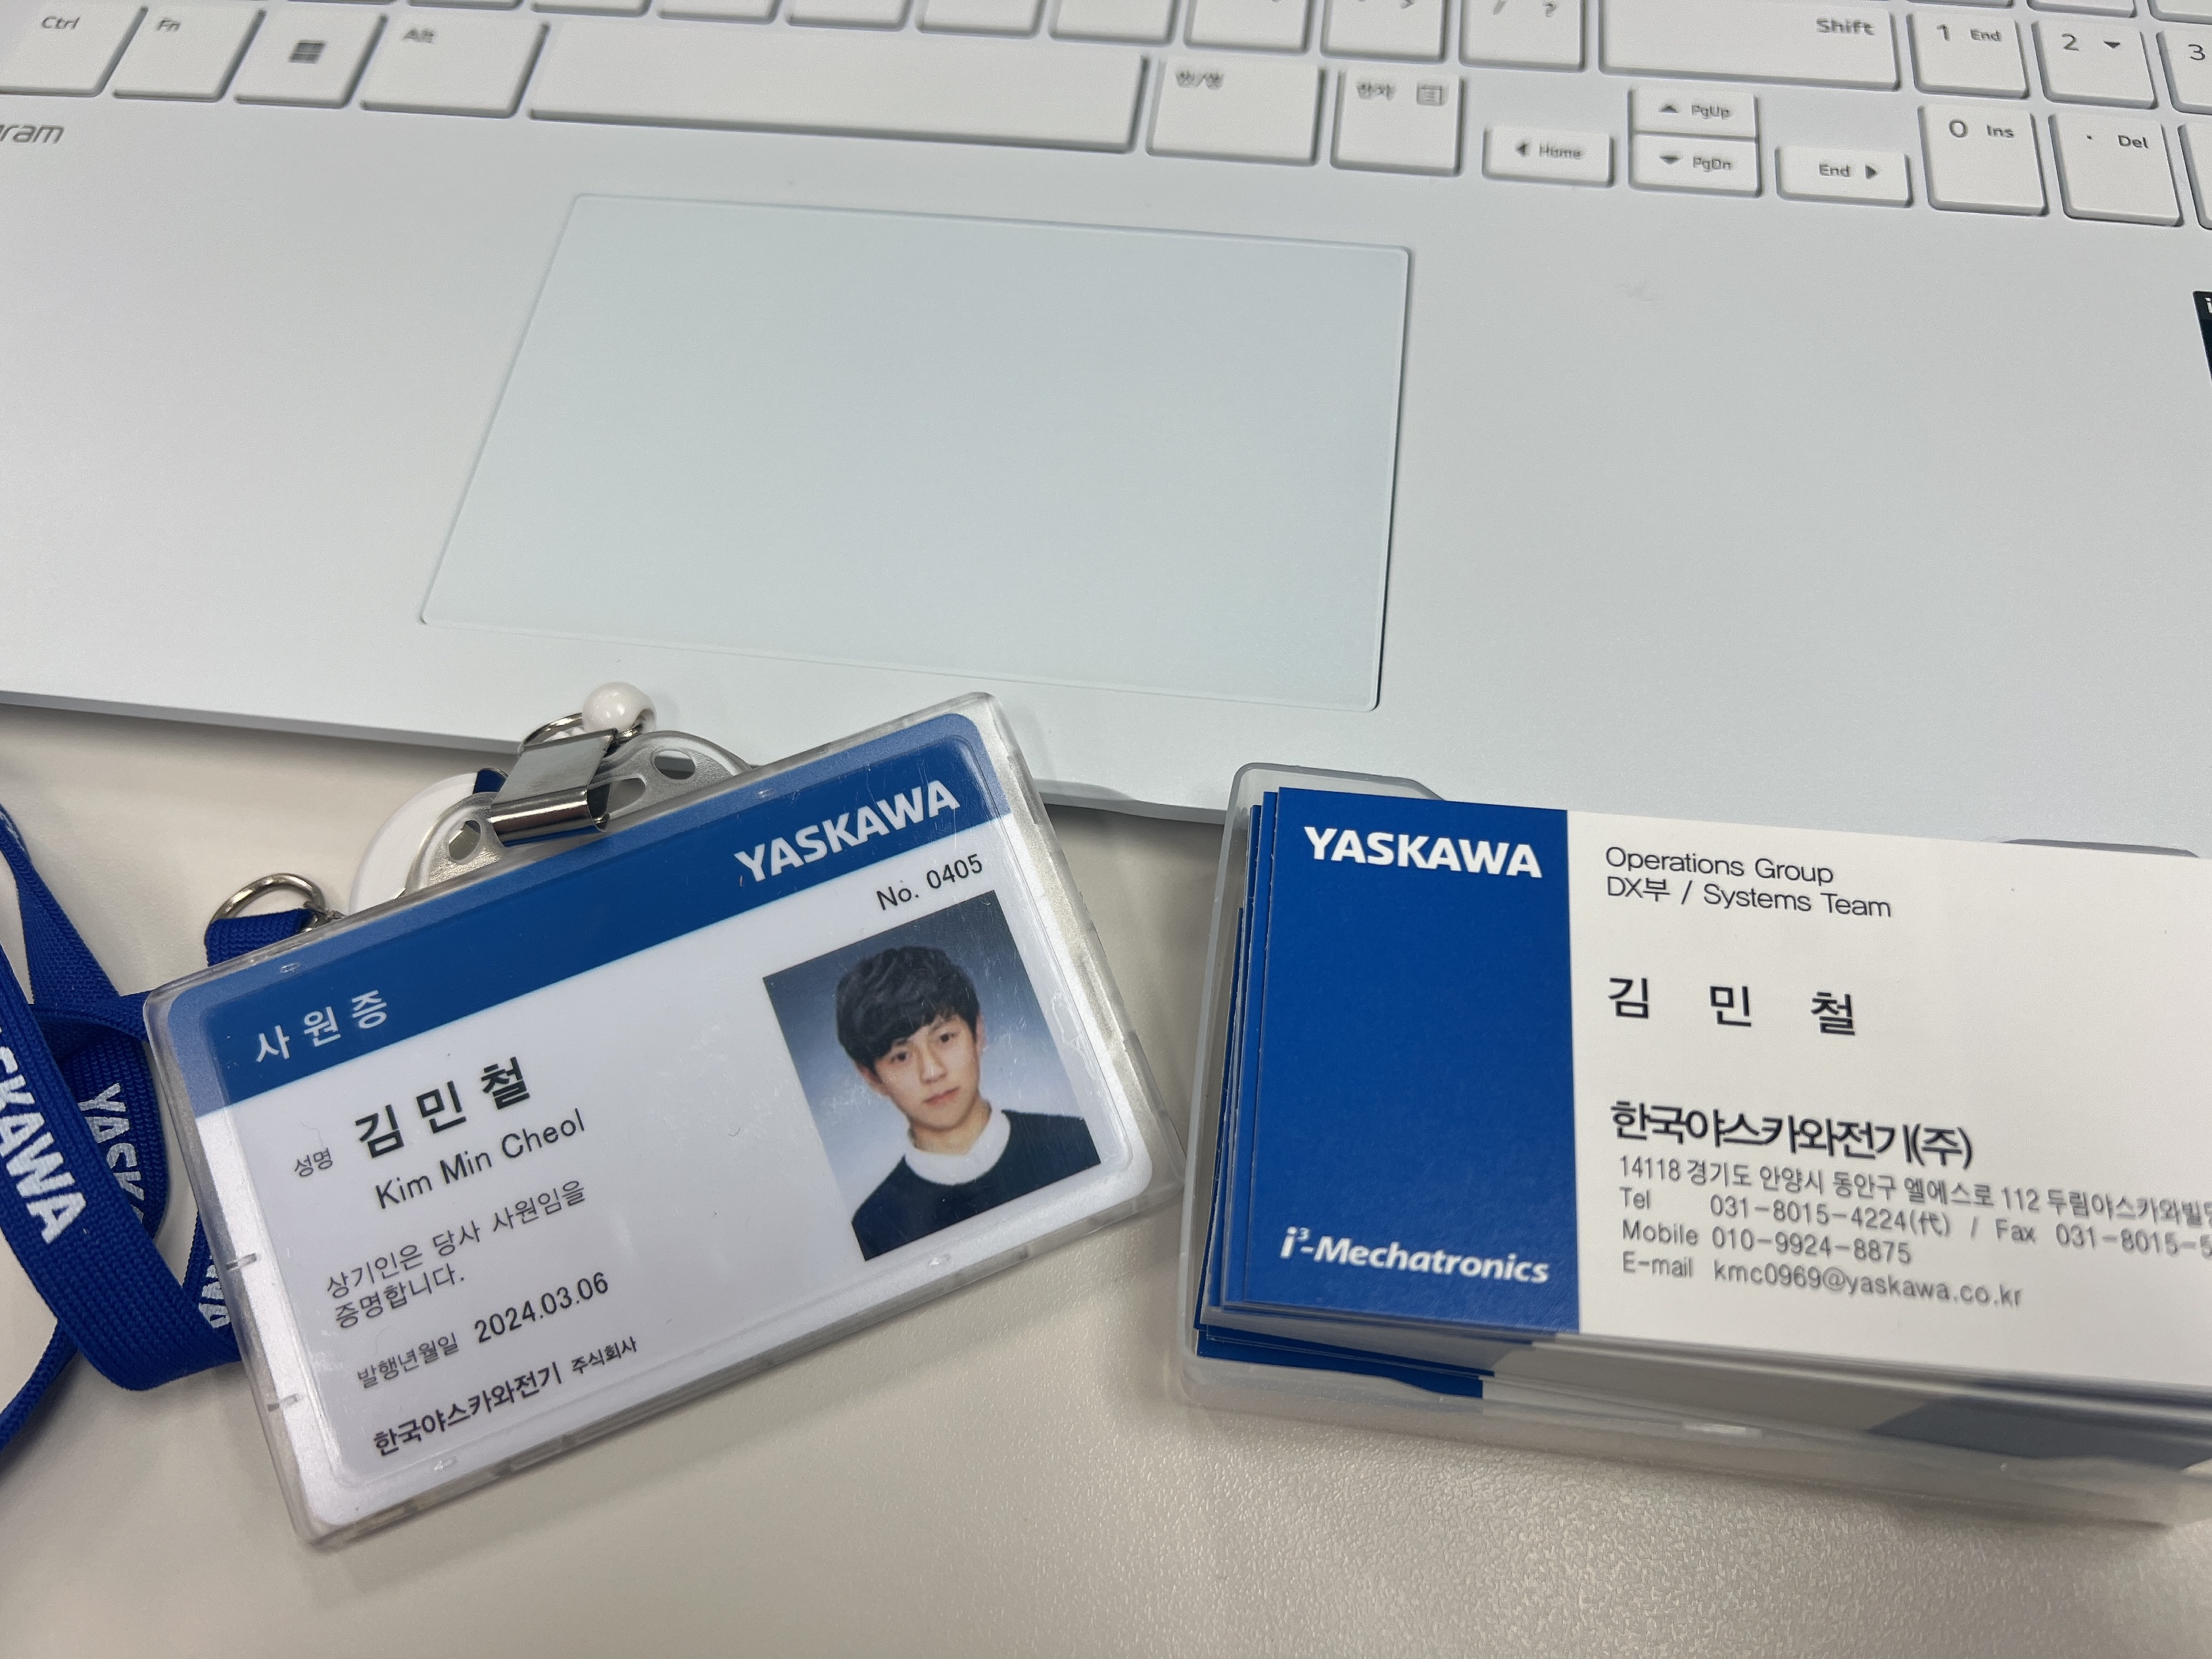 Ctrl
Fn
Alt
한/영
한자
Shift
Home
PgUp
PgDn
End
1 End
2
3
0 Ins
. Del
YASKAWA
No. 0405
사원증
성명
김민철
Kim Min Cheol
상기인은 당사 사원임을
증명합니다.
발행년월일 2024.03.06
한국야스카와전기 주식회사
YASKAWA
i³-Mechatronics
Operations Group
DX부 / Systems Team
김 민 철
한국야스카와전기(주)
14118 경기도 안양시 동안구 엘에스로 112 두림야스카와빌딩
Tel 031-8015-4224(代) / Fax 031-8015-5
Mobile 010-9924-8875
E-mail kmc0969@yaskawa.co.kr